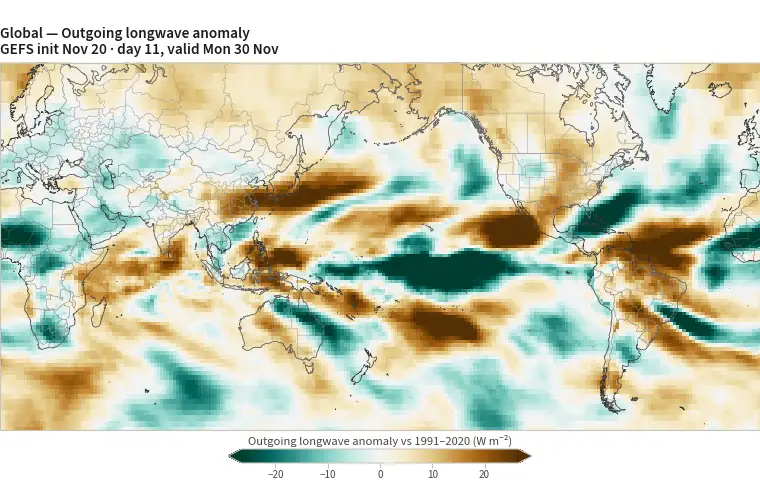 Global — Outgoing longwave anomaly
GEFS init Nov 20 · day 11, valid Mon 30 Nov
Outgoing longwave anomaly vs 1991–2020 (W m⁻²)
−20 −10 0 10 20